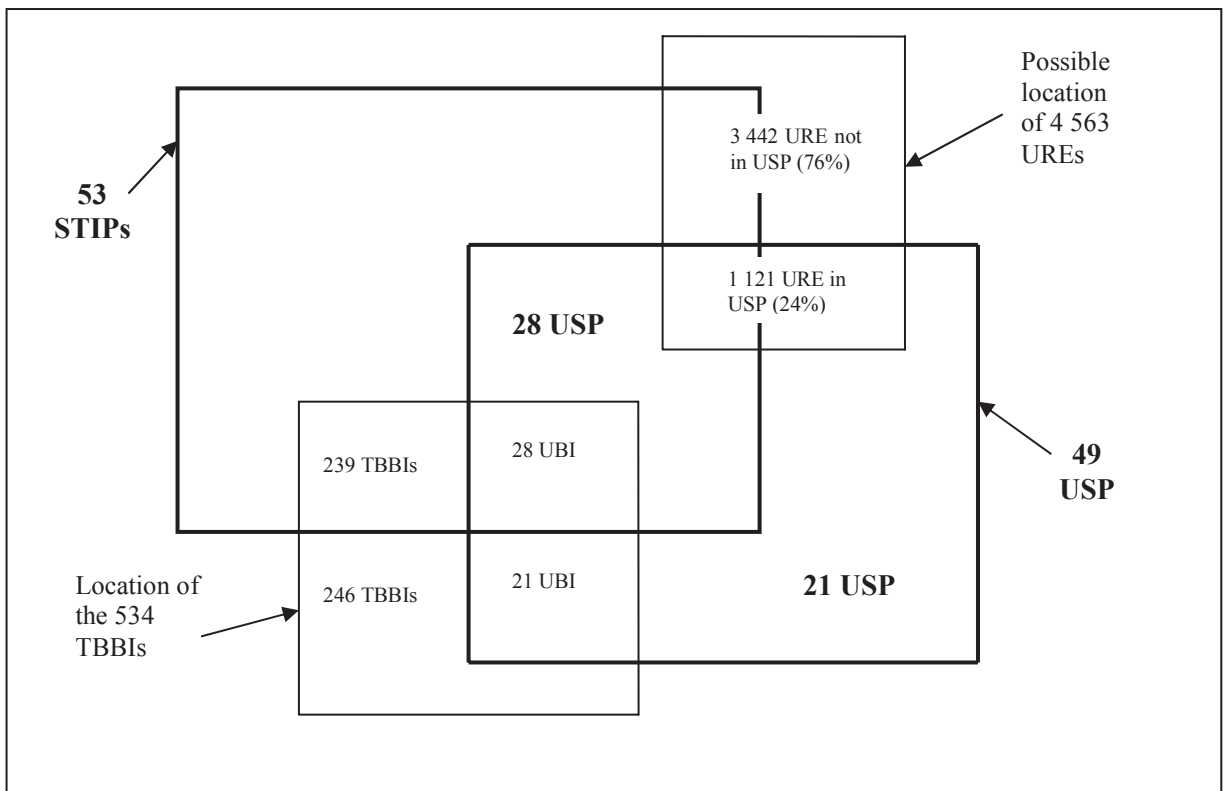 Possible
location
of 4 563
UREs
3 442 URE not
in USP (76%)
53
STIPs
1 121 URE in
USP (24%)
28 USP
239 TBBIs
28 UBI
49
USP
Location of
the 534
TBBIs
246 TBBIs
21 UBI
21 USP